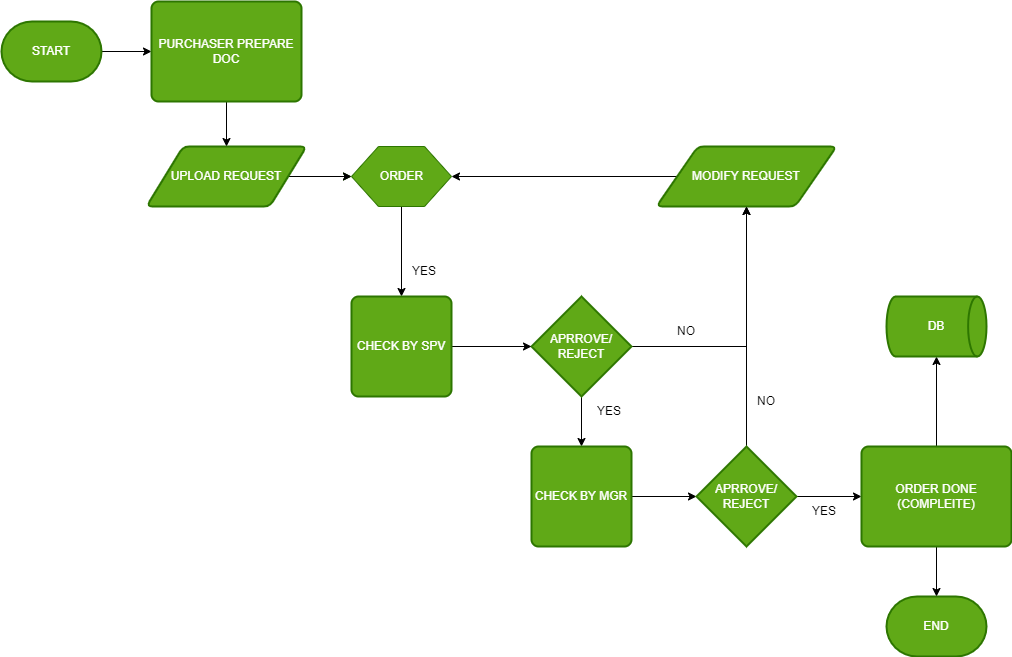 START
PURCHASER PREPARE
DOC
UPLOAD REQUEST
ORDER
MODIFY REQUEST
YES
CHECK BY SPV
APRROVE/
REJECT
NO
DB
YES
NO
CHECK BY MGR
APRROVE/
REJECT
YES
ORDER DONE
(COMPLEITE)
END